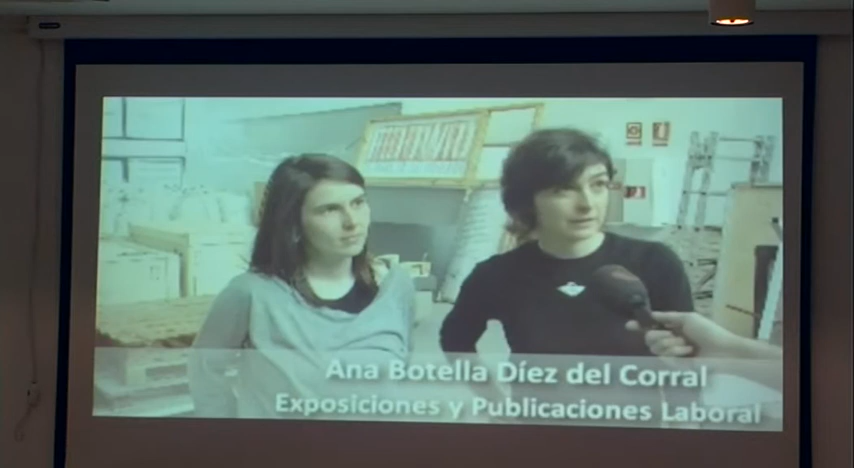 Ana Botella Díez del Corral
Exposiciones y Publicaciones Laboral